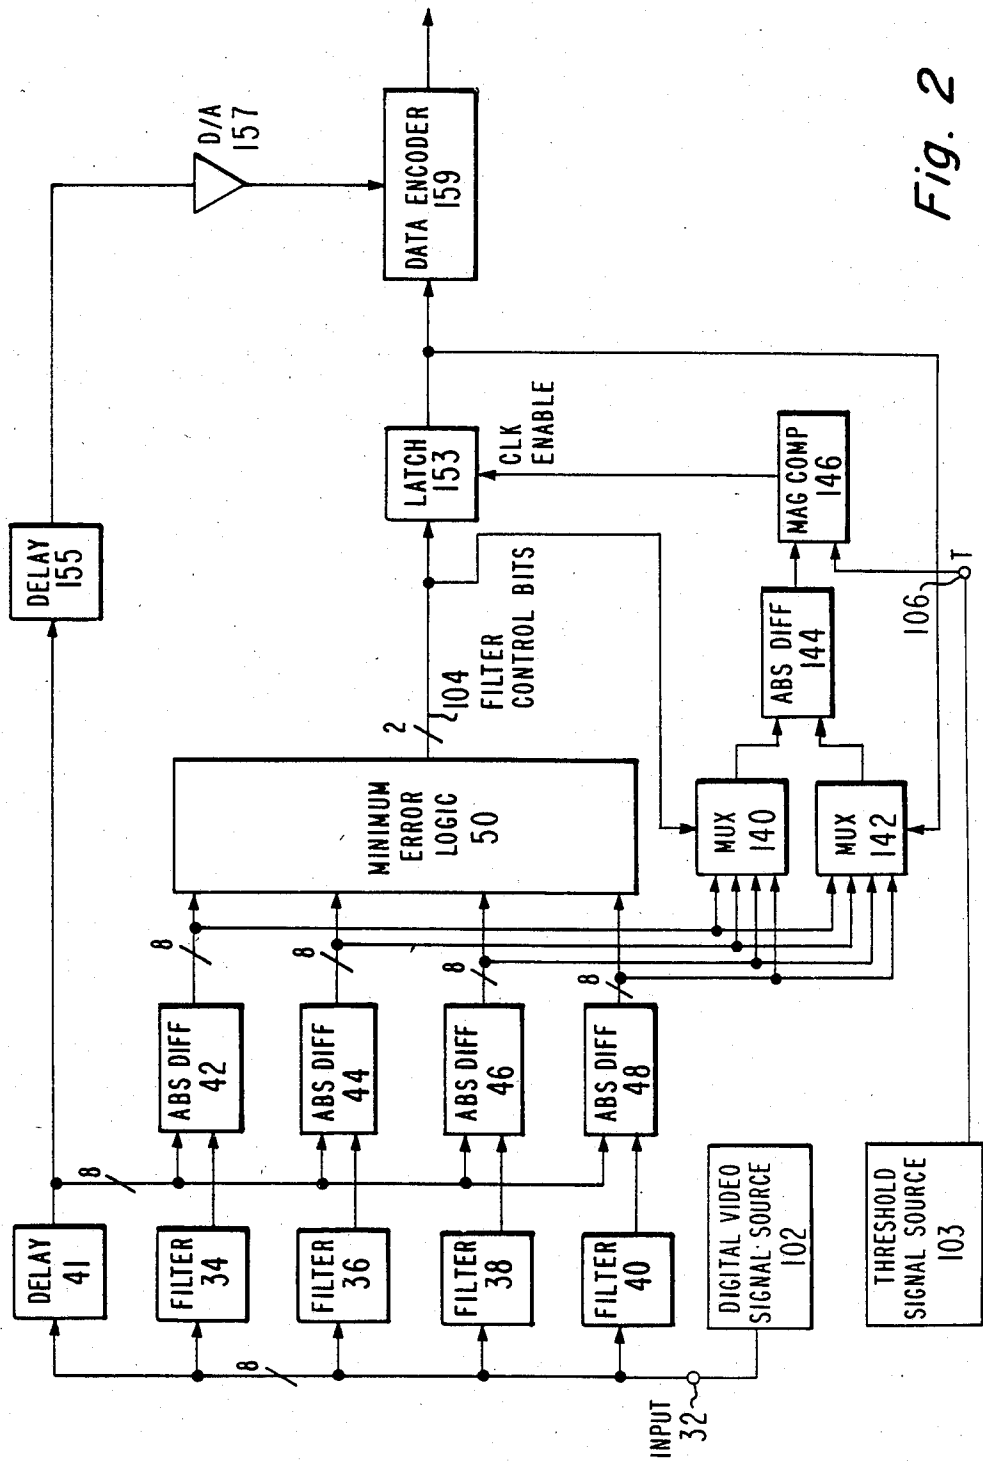 INPUT
32
8
DELAY
41
FILTER
34
FILTER
36
FILTER
38
FILTER
40
DIGITAL VIDEO
SIGNAL SOURCE
102
THRESHOLD
SIGNAL SOURCE
103
8
ABS DIFF
42
ABS DIFF
44
ABS DIFF
46
ABS DIFF
48
8
8
8
8
MINIMUM
ERROR
LOGIC
50
MUX
140
MUX
142
2
104
FILTER
CONTROL BITS
ABS DIFF
144
106
T
DELAY
155
LATCH
153
CLK
ENABLE
MAG COMP
146
D/A
157
DATA ENCODER
159
Fig. 2